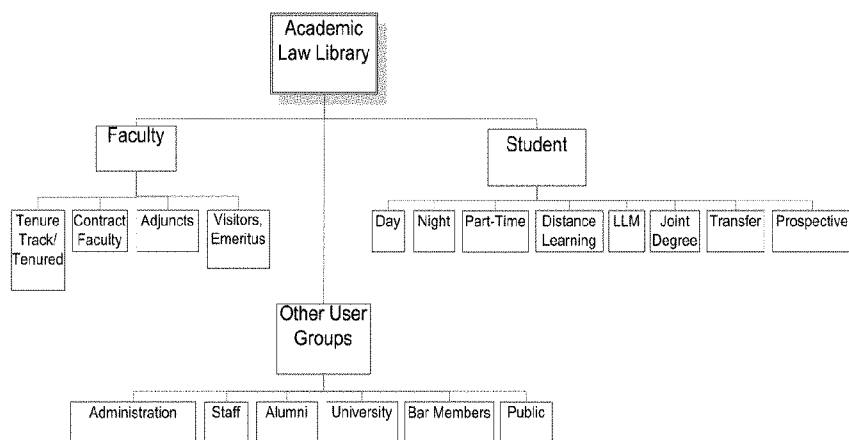 Academic
Law Library
Faculty
Student
Tenure
Track/
Tenured
Contract
Faculty
Adjuncts
Visitors,
Emeritus
Day
Night
Part-Time
Distance
Learning
LLM
Joint
Degree
Transfer
Prospective
Other User
Groups
Administration
Staff
Alumni
University
Bar Members
Public